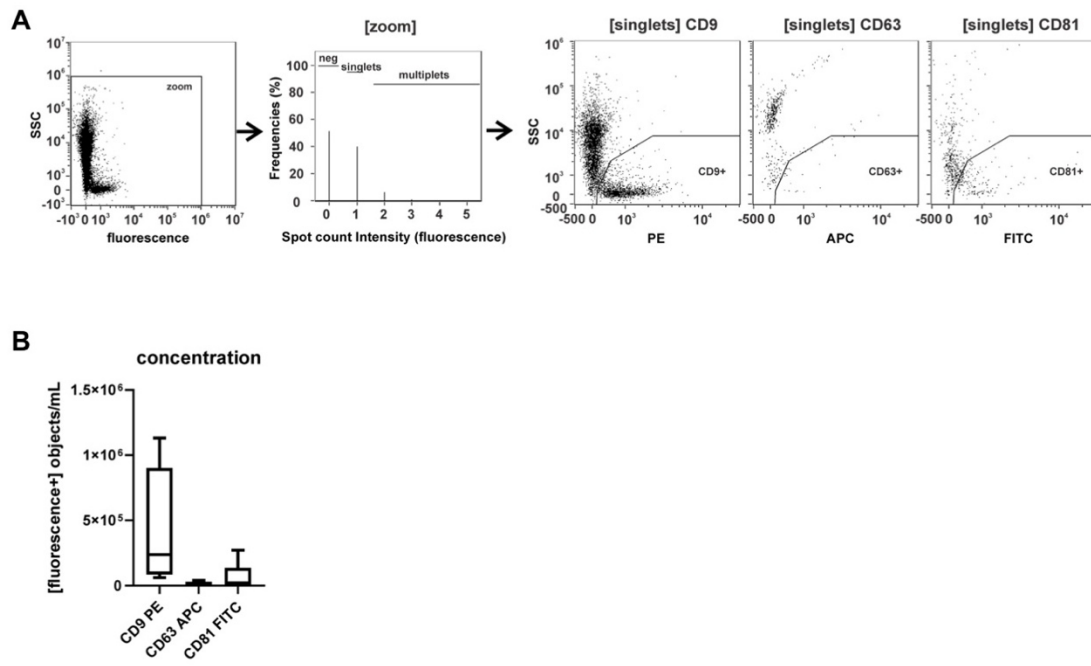 A
[zoom]
[singlets] CD9
[singlets] CD63
[singlets] CD81
10⁷
10⁶
10⁵
10⁴
10³
0
-10³
SSC
zoom
-10³ 0 10³ 10⁴ 10⁵ 10⁶ 10⁷
fluorescence
100
80
60
40
20
0
Frequencies (%)
neg
singlets
multiplets
0 1 2 3 4 5
Spot count Intensity (fluorescence)
10⁶
10⁵
10⁴
10³
0
-500
SSC
CD9+
-500 0 10³ 10⁴
PE
CD63+
-500 0 10³ 10⁴
APC
CD81+
-500 0 10³ 10⁴
FITC
B
concentration
1.5×10⁶
1×10⁶
5×10⁵
0
[fluorescence+] objects/mL
CD9 PE
CD63 APC
CD81 FITC